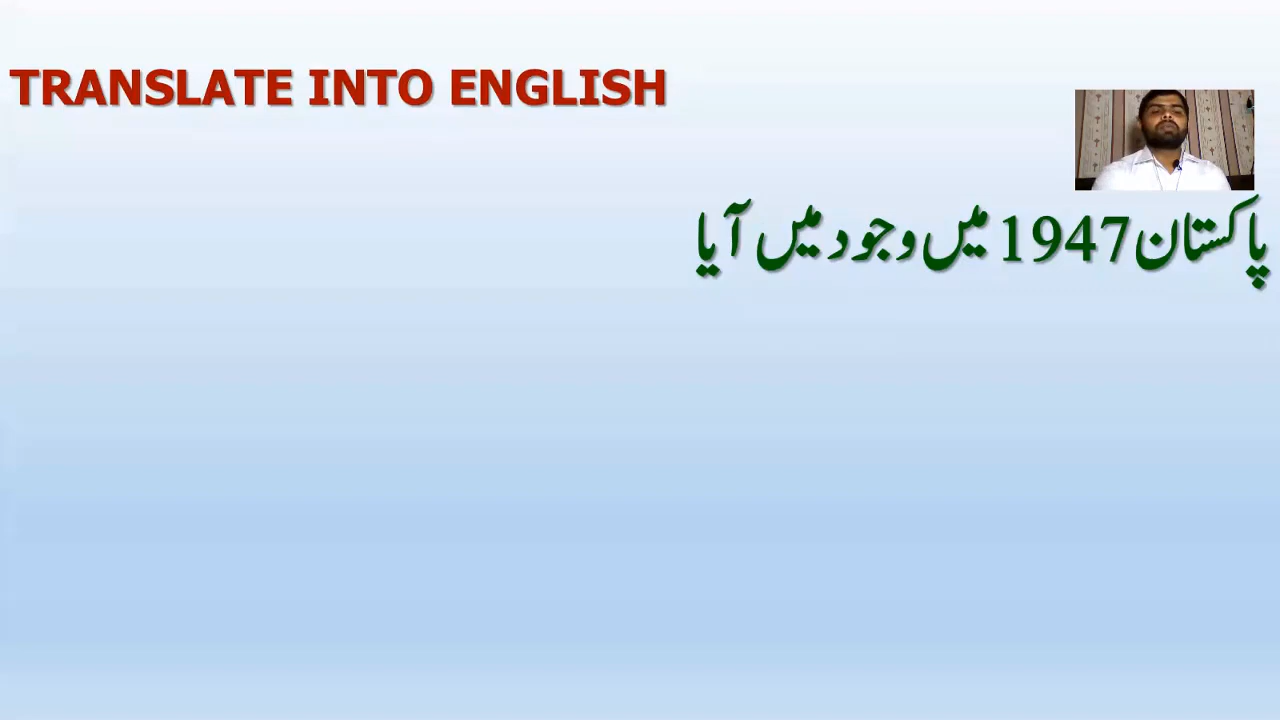 TRANSLATE INTO ENGLISH
پاکستان 1947 میں وجود میں آیا